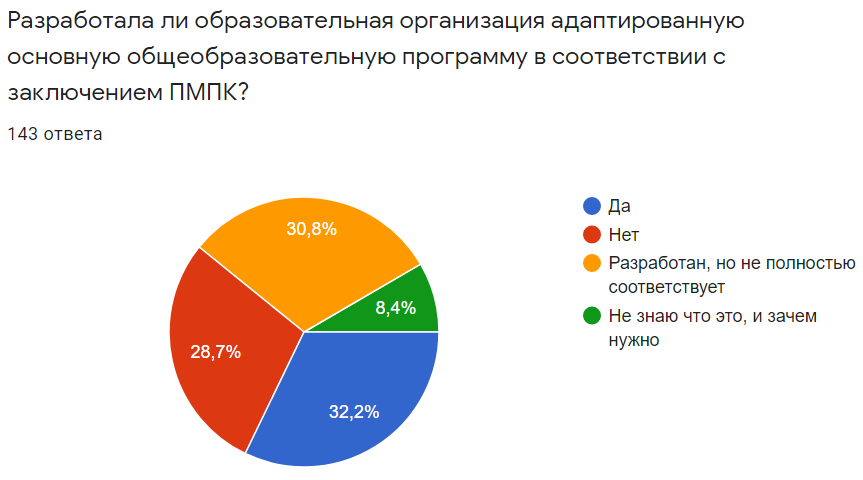 Разработала ли образовательная организация адаптированную
основную общеобразовательную программу в соответствии с
заключением ПМПК?
143 ответа
30,8%
8,4%
28,7%
32,2%
Да
Нет
Разработан, но не полностью
соответствует
Не знаю что это, и зачем
нужно